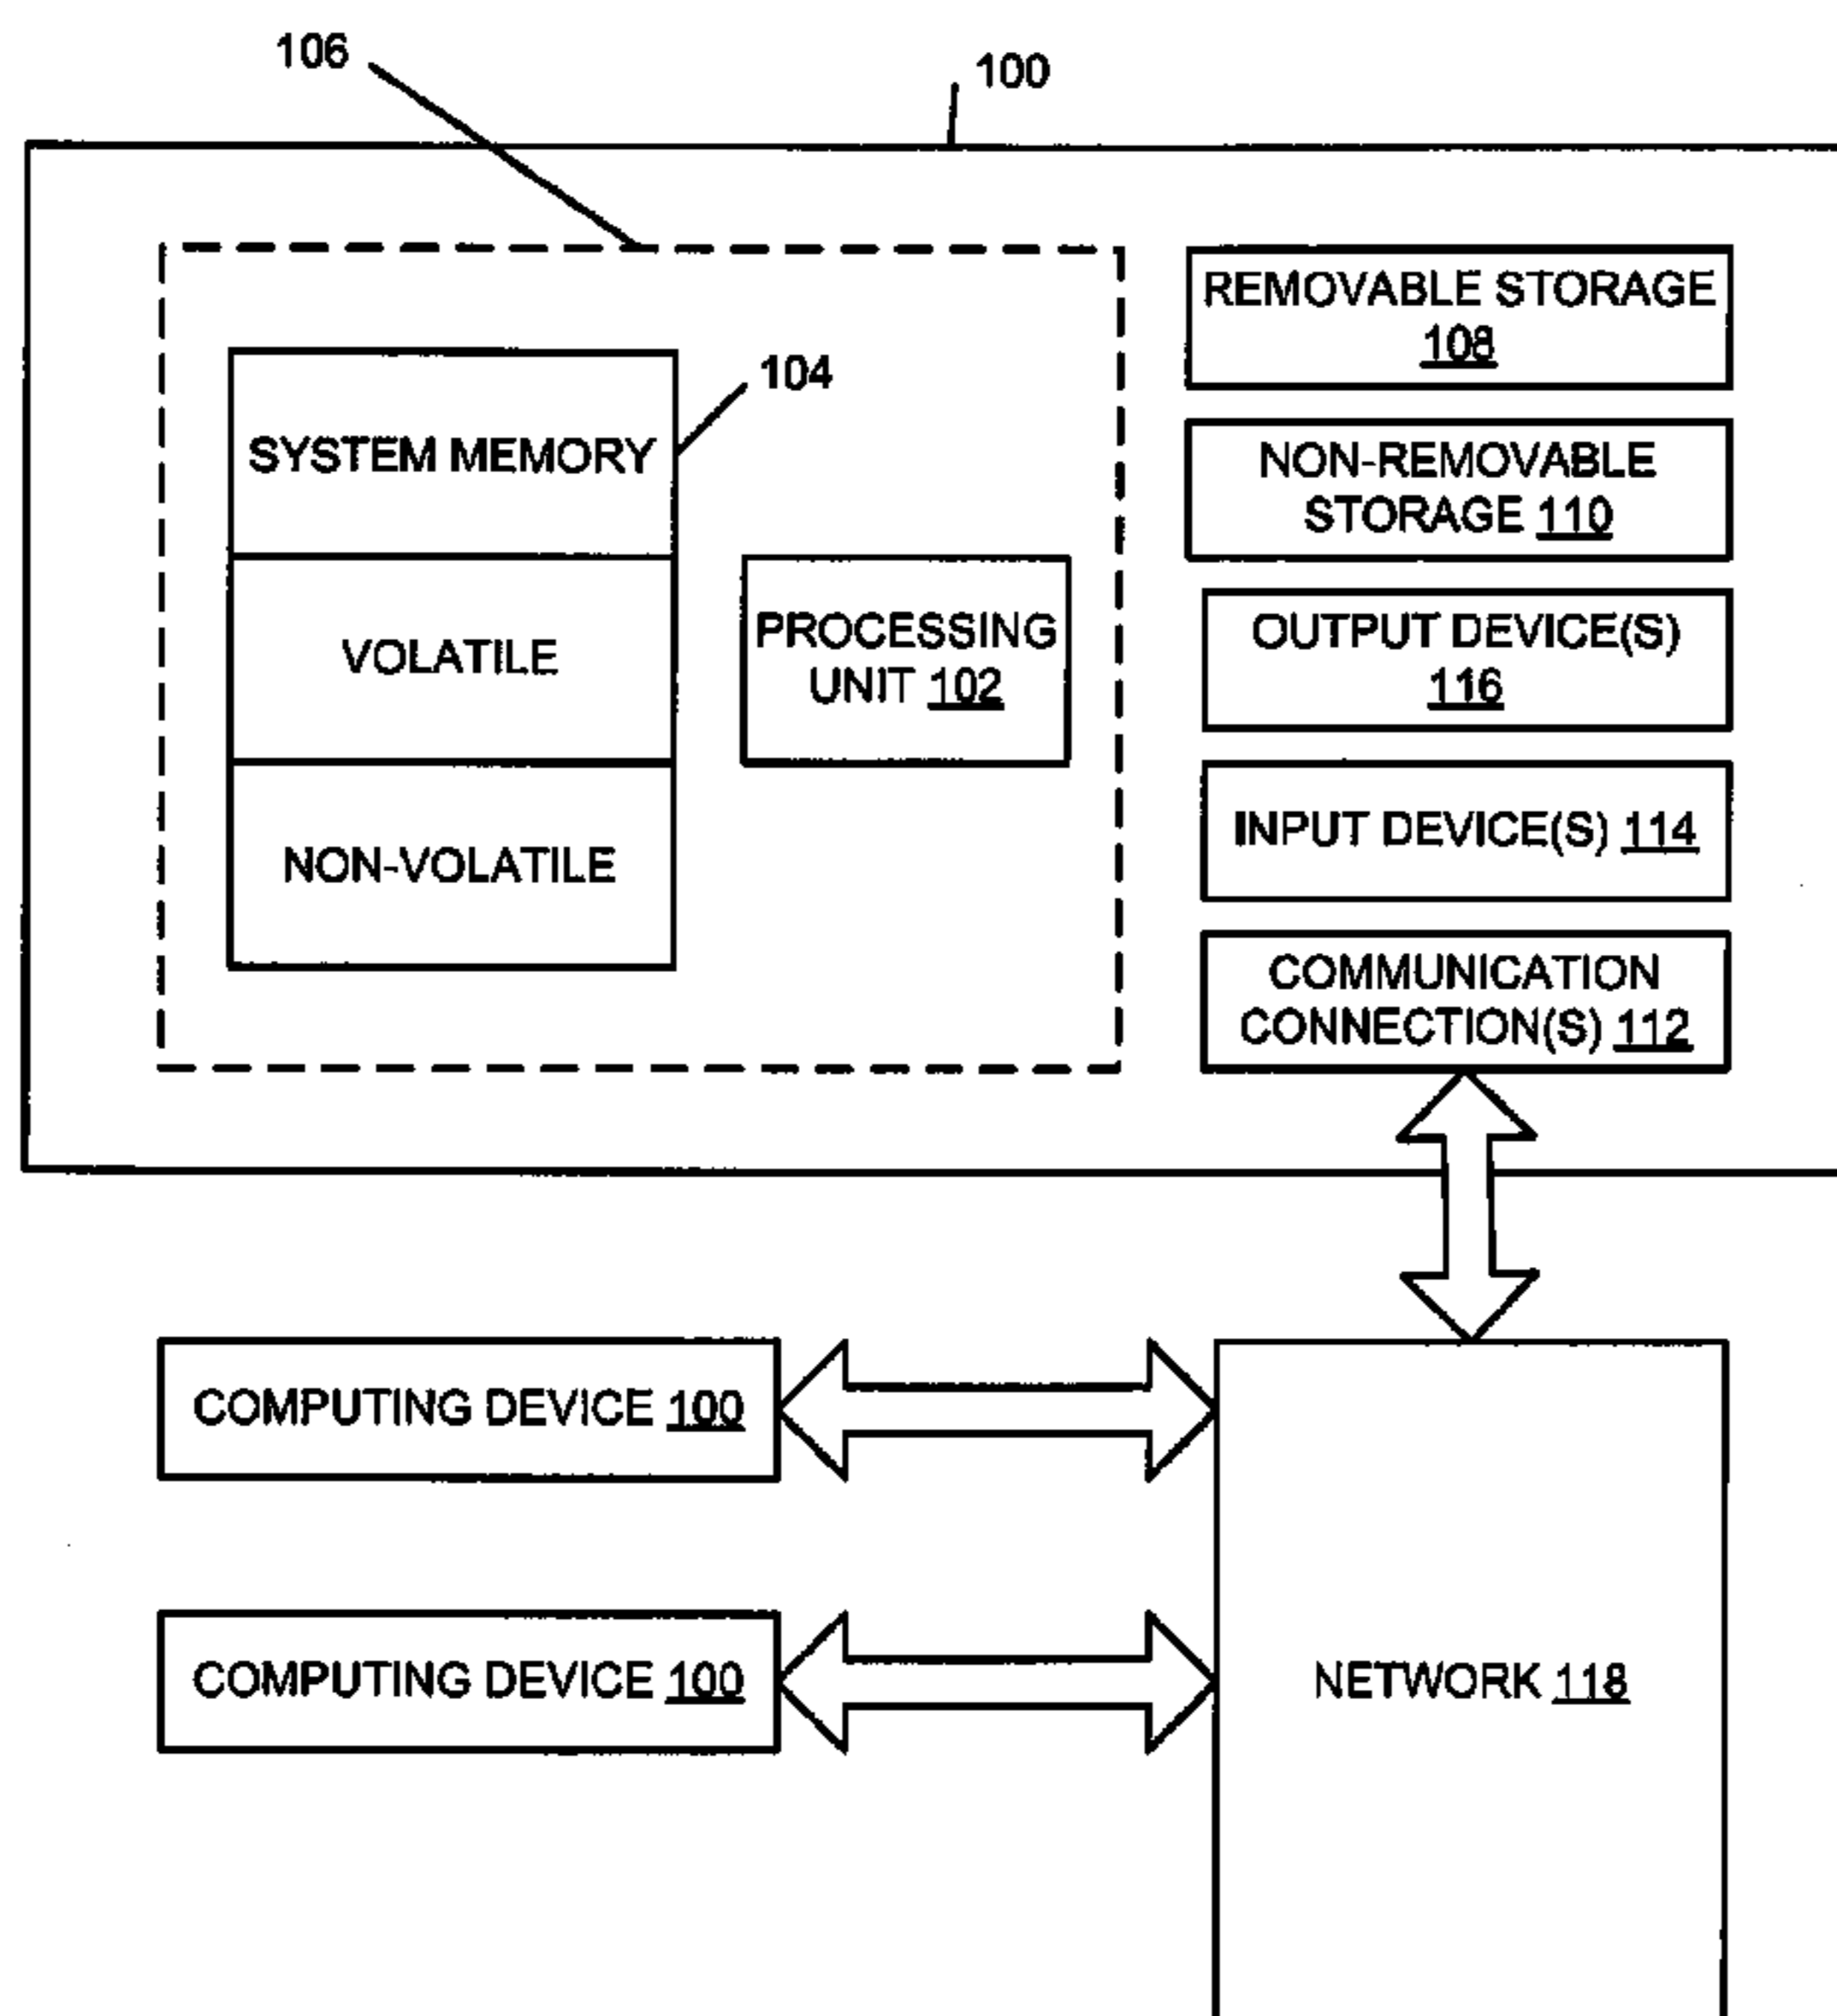 106
100
REMOVABLE STORAGE
108
104
SYSTEM MEMORY
NON-REMOVABLE
STORAGE 110
VOLATILE
PROCESSING
UNIT 102
OUTPUT DEVICE(S)
116
NON-VOLATILE
INPUT DEVICE(S) 114
COMMUNICATION
CONNECTION(S) 112
COMPUTING DEVICE 100
COMPUTING DEVICE 100
NETWORK 118